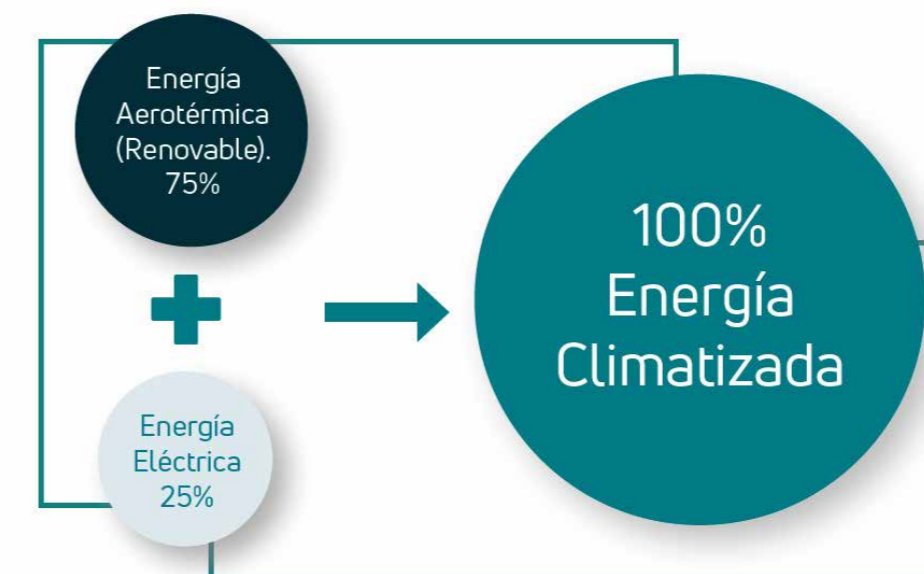 Energía
Aerotérmica
(Renovable).
75%
Energía
Eléctrica
25%
100%
Energía
Climatizada